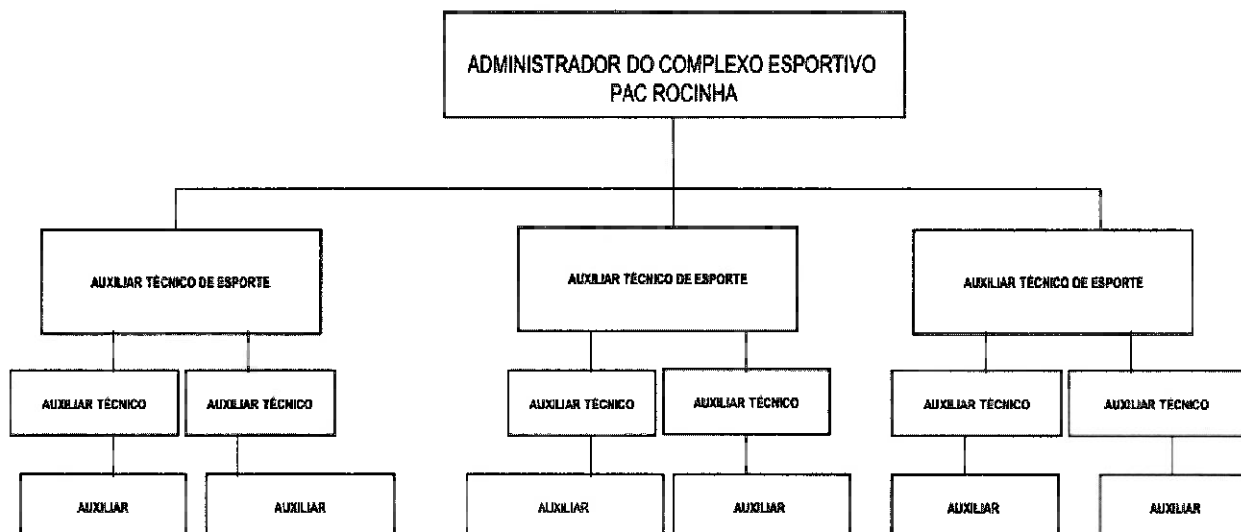 ADMINISTRADOR DO COMPLEXO ESPORTIVO
PAC ROCINHA
AUXILIAR TÉCNICO DE ESPORTE
AUXILIAR TÉCNICO DE ESPORTE
AUXILIAR TÉCNICO DE ESPORTE
AUXILIAR TÉCNICO
AUXILIAR TÉCNICO
AUXILIAR TÉCNICO
AUXILIAR TÉCNICO
AUXILIAR TÉCNICO
AUXILIAR TÉCNICO
AUXILIAR
AUXILIAR
AUXILIAR
AUXILIAR
AUXILIAR
AUXILIAR